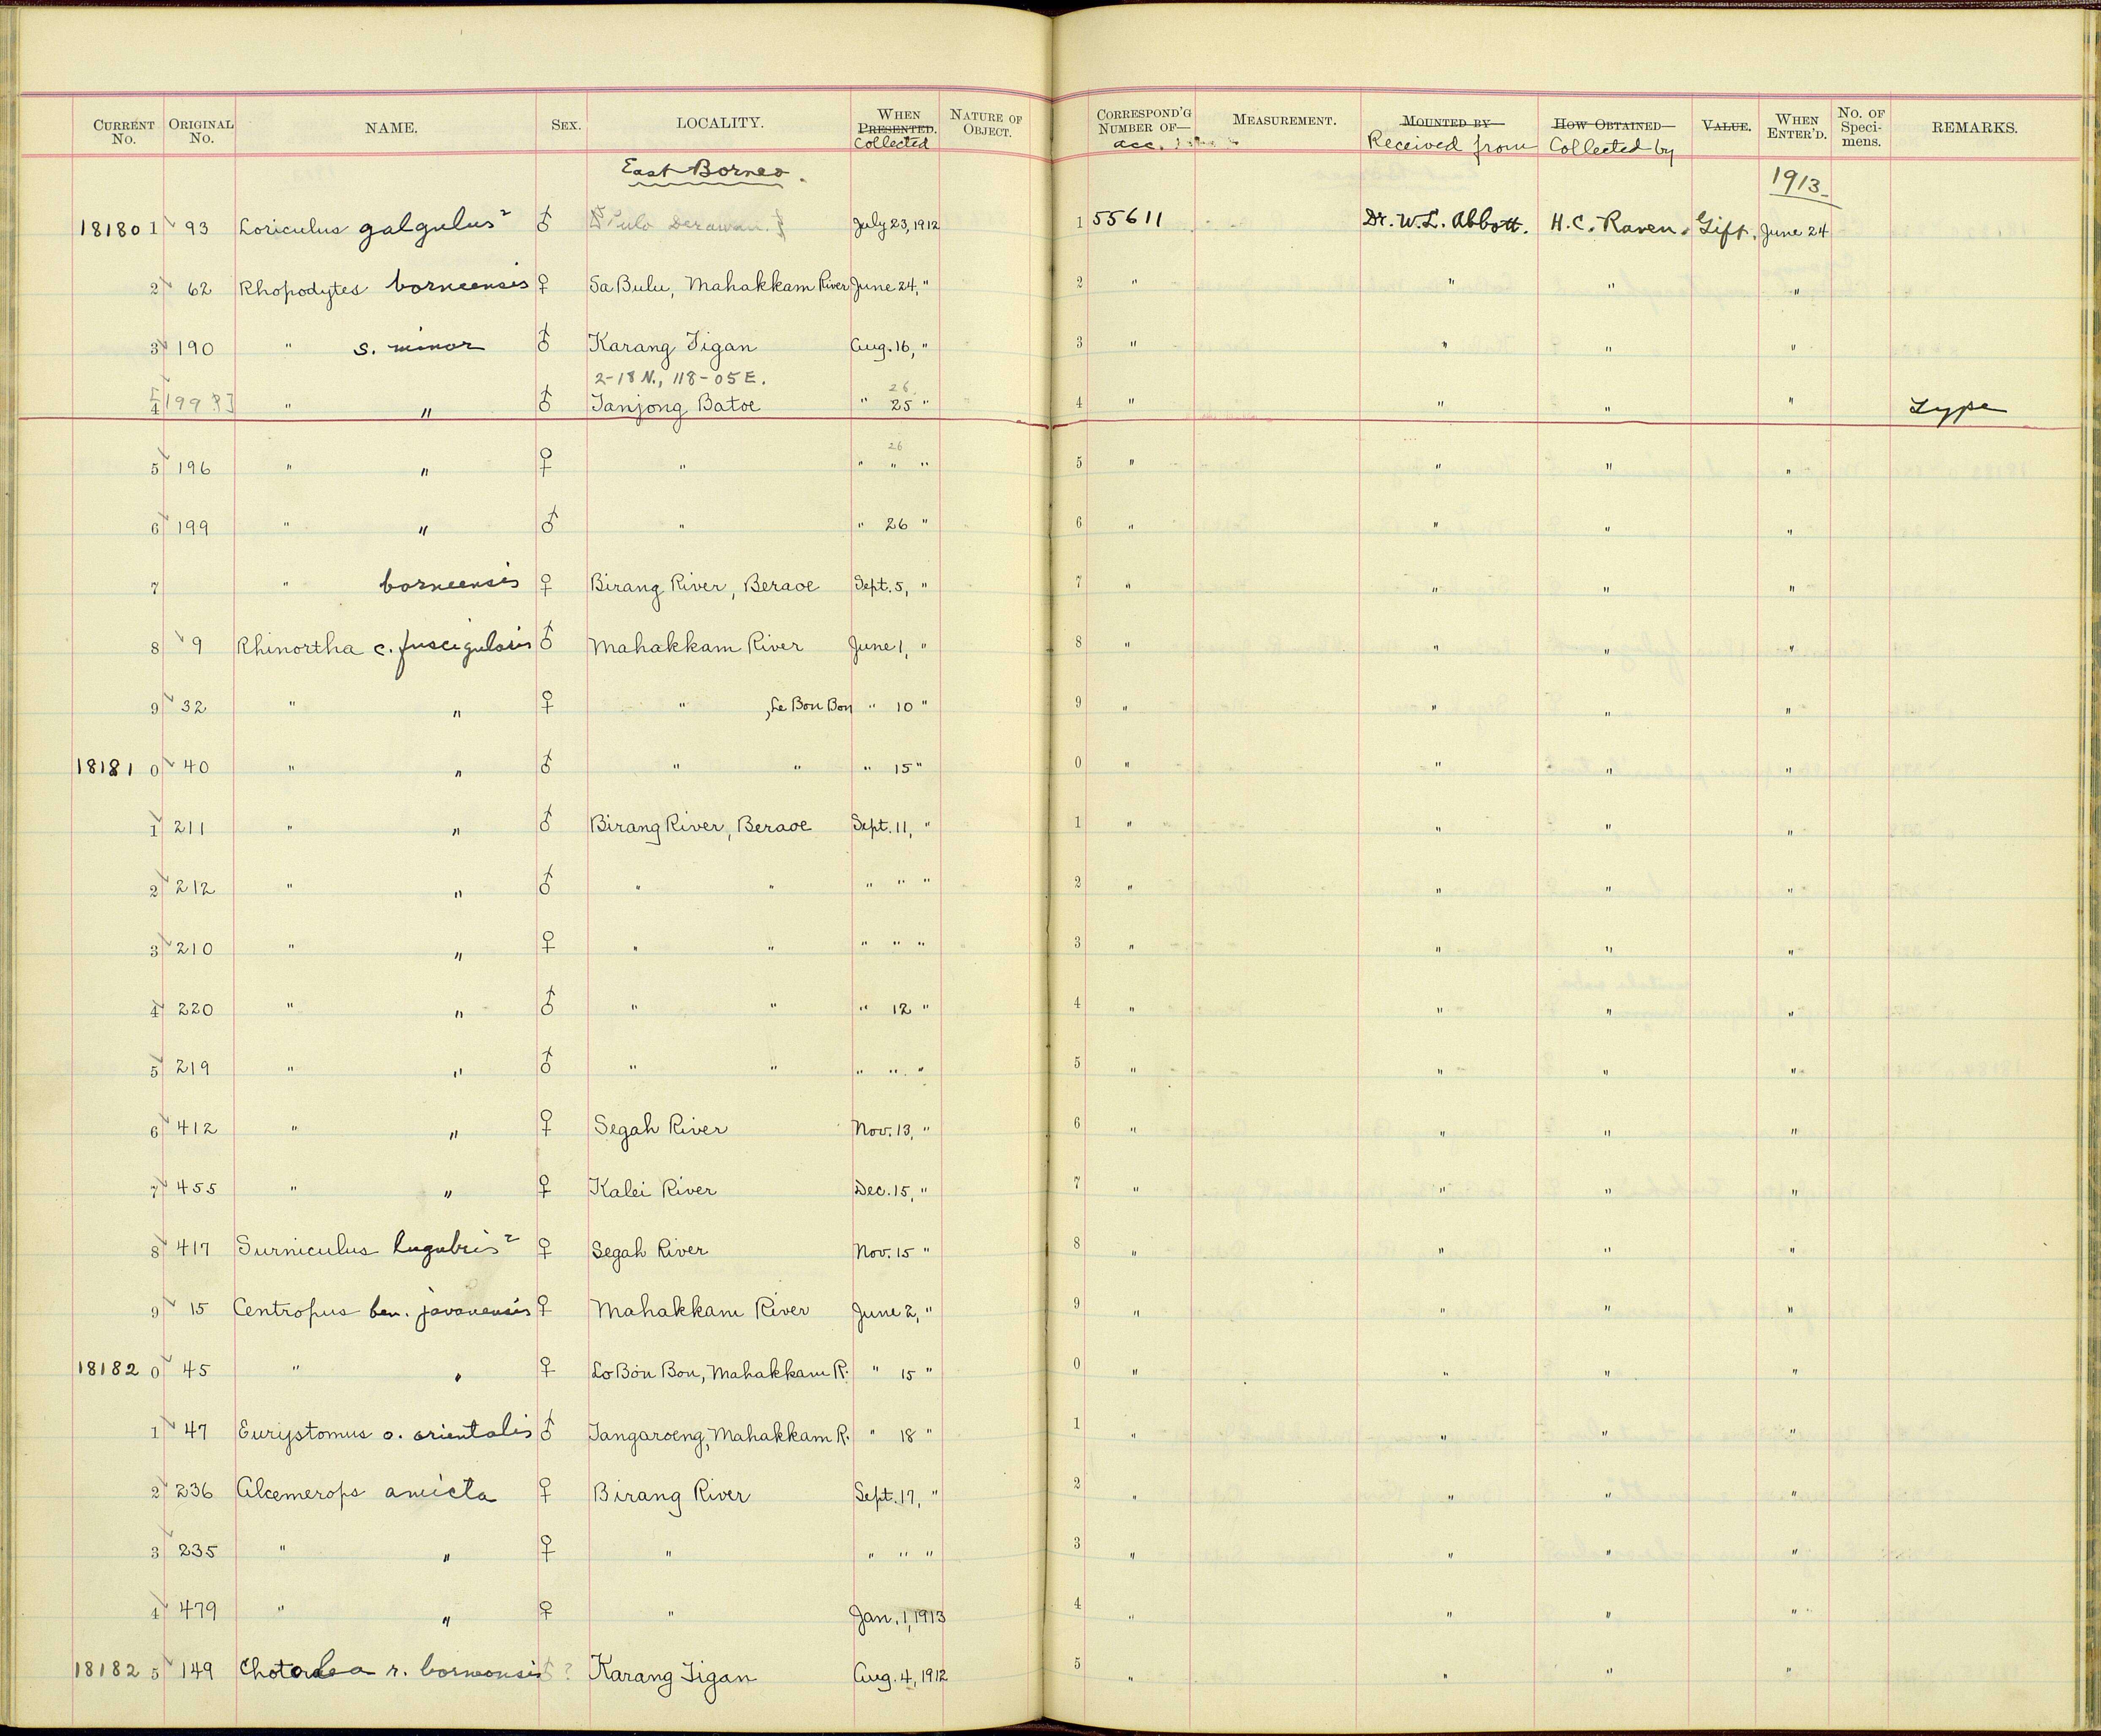 CURRENT No. ORIGINAL No. NAME. SEX. LOCALITY. WHEN PRESENTED. Collected NATURE OF OBJECT. CORRESPOND'G NUMBER OF— acc. MEASUREMENT. MOUNTED BY— Received from HOW OBTAINED— Collected by VALUE. WHEN ENTER'D. No. OF Speci-mens. REMARKS.
East Borneo. 1913
18180 1 93 Loriculus galgulus ² ♂ Pulo Derawan. July 23, 1912 1 55611 Dr. W. L. Abbott. H. C. Raven. Gift. June 24
2 62 Rhopodytes borneensis ♀ Sa Bulu, Mahakkam River June 24, " 2 " " " "
3 190 " s. minor ♂ Karang Tigan Aug. 16, " 3 " " " "
2-18 N., 118-05 E. 26
4 [199 ?] " " ♂ Tanjong Batoe " 25 " 4 " " " " Type
26
5 196 " " ♀ " " " " 5 " " " "
6 199 " " ♂ " " 26 " 6 " " " "
7 " borneensis ♀ Birang River, Beraoe Sept. 5, " 7 " " " "
8 9 Rhinortha c. fuscigularis ♂ Mahakkam River June 1, " 8 " " " "
9 32 " " ♀ " , Le Bon Bon " 10 " 9 " " " "
18181 0 40 " " ♂ " " " 15 " 0 " " " "
1 211 " " ♂ Birang River, Beraoe Sept. 11, " 1 " " " "
2 212 " " ♂ " " " " " 2 " " " "
3 210 " " ♀ " " " " " 3 " " " "
4 220 " " ♂ " " " 12 " 4 " " " "
5 219 " " ♂ " " " " " 5 " " " "
6 412 " " ♀ Segah River Nov. 13, " 6 " " " "
7 455 " " ♀ Kalei River Dec. 15, " 7 " " " "
8 417 Surniculus lugubris ² ♀ Segah River Nov. 15 " 8 " " " "
9 15 Centropus ben. javanensis ♀ Mahakkam River June 2, " 9 " " " "
18182 0 45 " " ♀ Lo Bon Bon, Mahakkam R. " 15 " 0 " " " "
1 47 Eurystomus o. orientalis ♂ Tangaroeng, Mahakkam R. " 18 " 1 " " " "
2 236 Alcemerops amicta ♀ Birang River Sept. 17, " 2 " " " "
3 235 " " ♀ " " " " 3 " " " "
4 479 " " ♀ " Jan. 1, 1913 4 " " " "
18182 5 149 Chotorea r. borneonsis ? Karang Tigan Aug. 4, 1912 5 " " " "